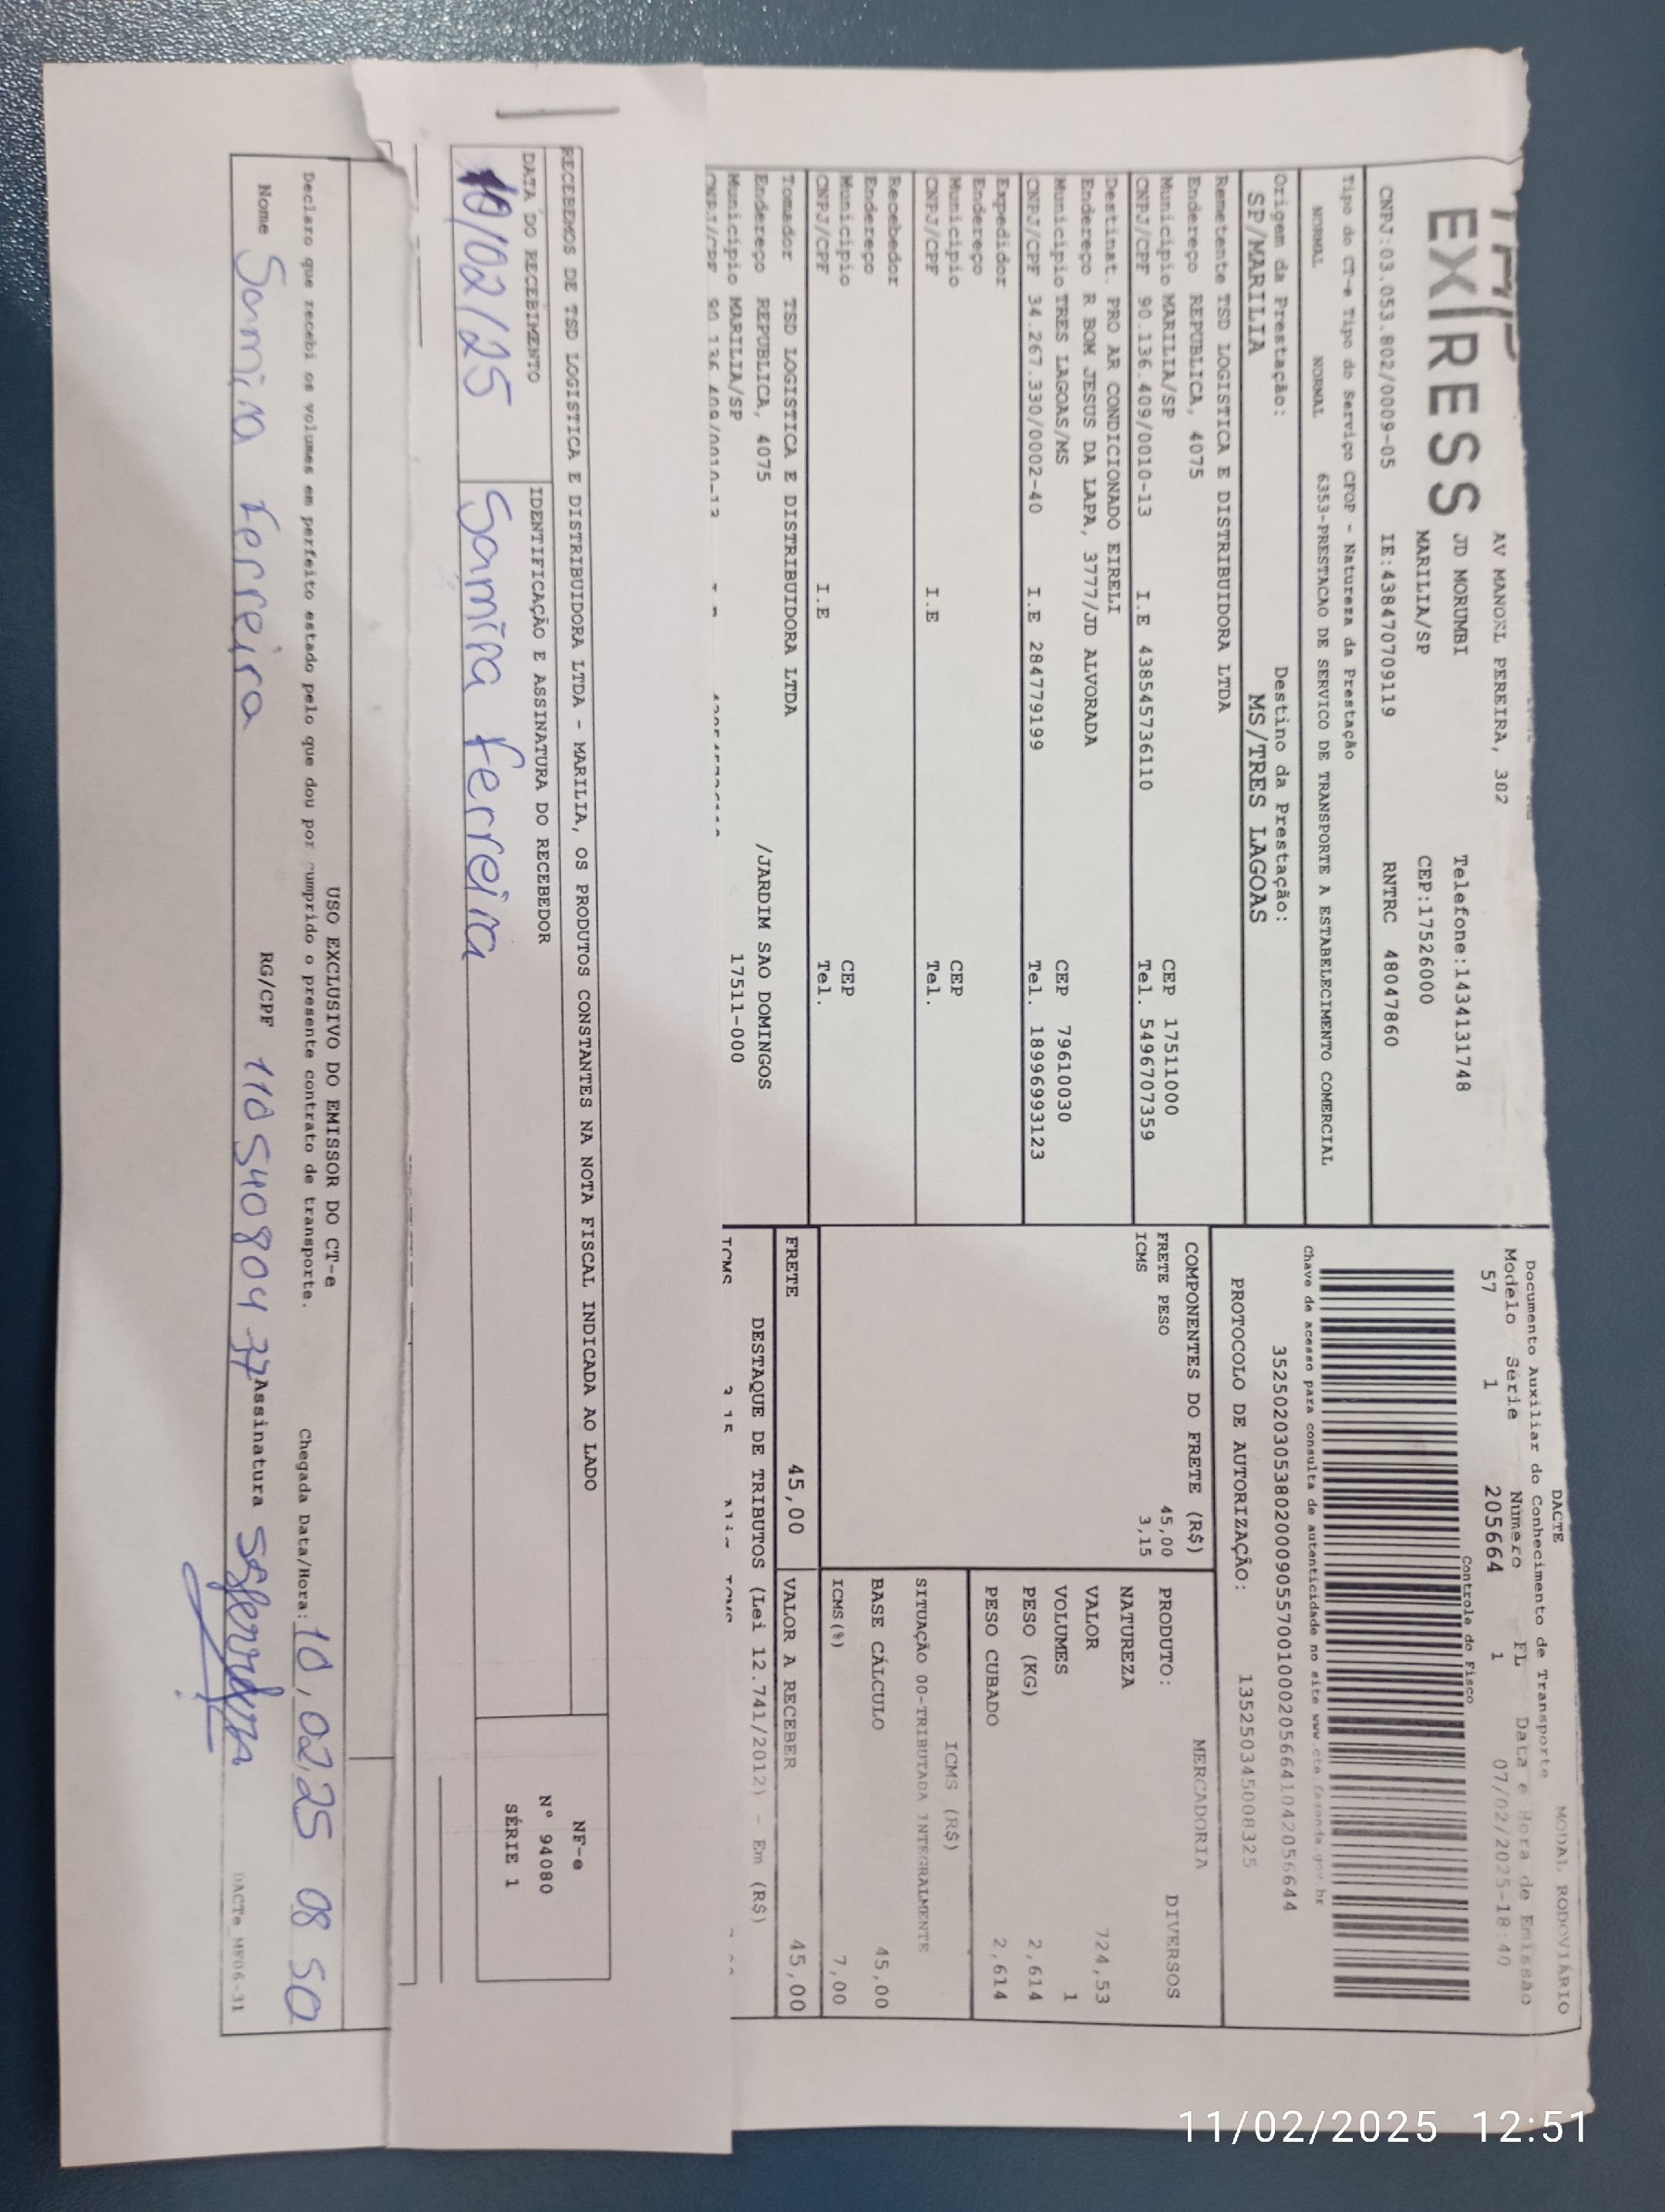 EXPRESS
AV MANOEL PEREIRA, 382
JD MORUMBI Telefone:1434131748
MARILIA/SP CEP:17526000
CNPJ:03.053.802/0009-05 IE:438470709119 RNTRC 48047860
Tipo do CT-e Tipo do Serviço CFOP - Natureza da Prestação
NORMAL NORMAL 6353-PRESTACAO DE SERVICO DE TRANSPORTE A ESTABELECIMENTO COMERCIAL
Origem da Prestação: Destino da Prestação:
SP/MARILIA MS/TRES LAGOAS
DACTE MODAL RODOVIÁRIO
Documento Auxiliar do Conhecimento de Transporte
Modelo Série Número FL Data e Hora de Emissão
57 1 205664 1 07/02/2025-18:40
Controle do Fisco
Chave de acesso para consulta de autenticidade no site www.cte.fazenda.gov.br
35250203053802000905570010002056641042056644
PROTOCOLO DE AUTORIZAÇÃO: 135250345008325
Remetente TSD LOGISTICA E DISTRIBUIDORA LTDA
Endereço REPUBLICA, 4075
Município MARILIA/SP CEP 17511000
CNPJ/CPF 90.136.409/0010-13 I.E 438545736110 Tel. 5496707359
Destinat. PRO AR CONDICIONADO EIRELI
Endereço R BOM JESUS DA LAPA, 3777/JD ALVORADA
Município TRES LAGOAS/MS CEP 79610030
CNPJ/CPF 34.267.330/0002-40 I.E 284779199 Tel. 18996993123
Expedidor
Endereço
Município CEP
CNPJ/CPF I.E Tel.
Recebedor
Endereço
Município CEP
CNPJ/CPF I.E Tel.
Tomador TSD LOGISTICA E DISTRIBUIDORA LTDA
Endereço REPUBLICA, 4075 /JARDIM SAO DOMINGOS
Município MARILIA/SP 17511-000
CNPJ/CPF 90.136.409/0010-13
COMPONENTES DO FRETE (R$)
FRETE PESO 45,00
ICMS 3,15
MERCADORIA
PRODUTO: DIVERSOS
NATUREZA
VALOR 724,53
VOLUMES 1
PESO (KG) 2,614
PESO CUBADO 2,614
ICMS (R$)
SITUAÇÃO 00-TRIBUTADA INTEGRALMENTE
BASE CÁLCULO 45,00
ICMS(%) 7,00
FRETE 45,00 VALOR A RECEBER 45,00
DESTAQUE DE TRIBUTOS (Lei 12.741/2012) - Em (R$)
ICMS 3,15
RECEBEMOS DE TSD LOGISTICA E DISTRIBUIDORA LTDA - MARILIA, OS PRODUTOS CONSTANTES NA NOTA FISCAL INDICADA AO LADO
DATA DO RECEBIMENTO IDENTIFICAÇÃO E ASSINATURA DO RECEBEDOR
10/02/25 Samira Ferreira
NF-e
Nº 94080
SÉRIE 1
USO EXCLUSIVO DO EMISSOR DO CT-e
Declaro que recebi os volumes em perfeito estado pelo que dou por cumprido o presente contrato de transporte. Chegada Data/Hora: 10,02,25 08 50
Nome Samira Ferreira RG/CPF 110 540804 37 Assinatura
DACTe_MF06-31
11/02/2025 12:51